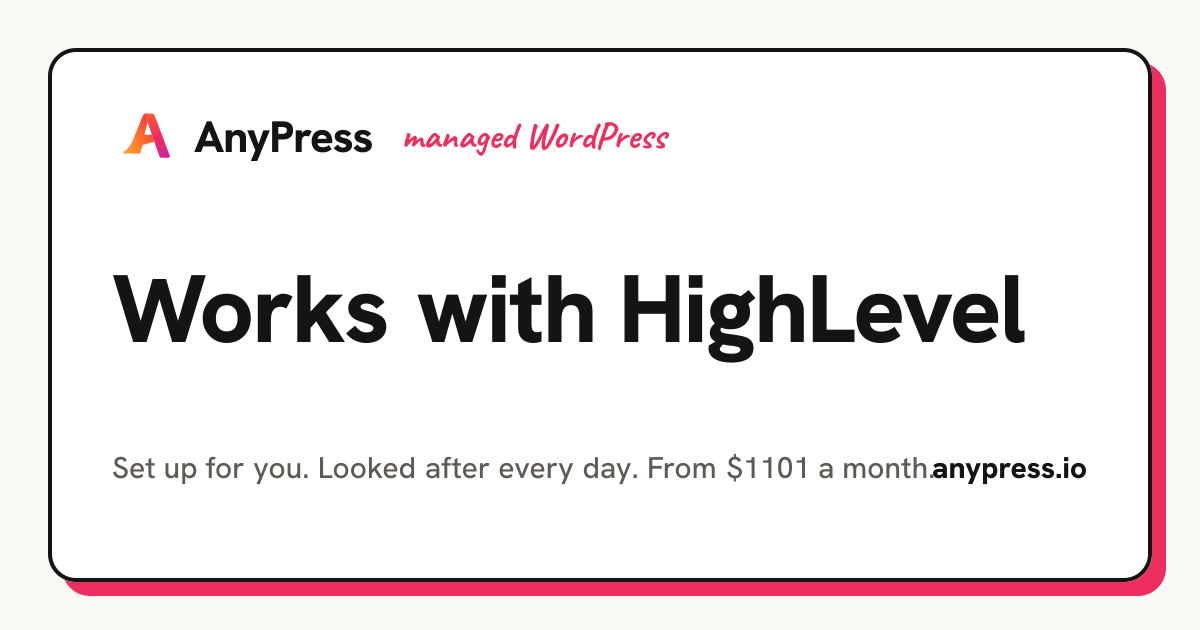 AnyPress managed WordPress
Works with HighLevel
Set up for you. Looked after every day. From $1101 a month. anypress.io